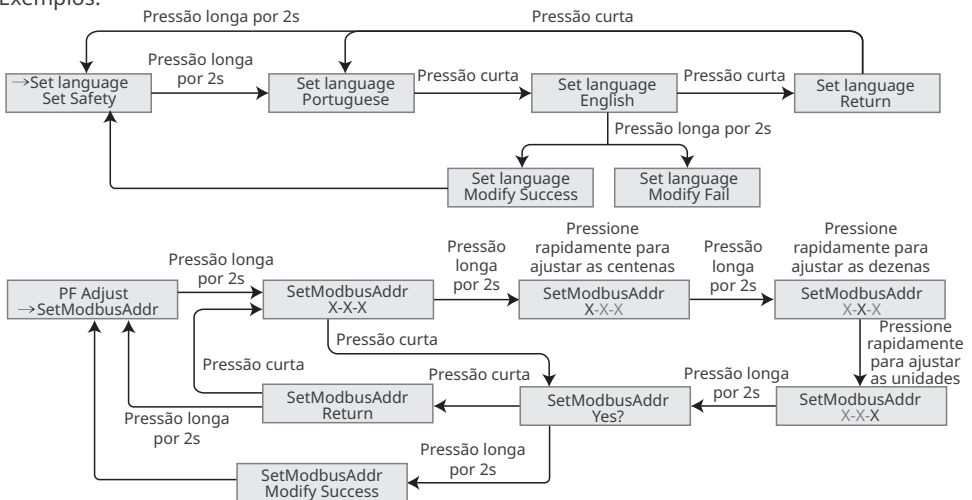 Exemplos:
Pressão longa por 2s
Pressão curta
→Set language
Set Safety
Pressão longa
por 2s
Set language
Portuguese
Pressão curta
Set language
English
Pressão curta
Set language
Return
Pressão longa por 2s
Set language
Modify Success
Set language
Modify Fail
PF Adjust
→SetModbusAddr
Pressão longa
por 2s
SetModbusAddr
X-X-X
Pressão
longa
por 2s
Pressione
rapidamente para
ajustar as centenas
SetModbusAddr
X-X-X
Pressão
longa
por 2s
Pressione
rapidamente para
ajustar as dezenas
SetModbusAddr
X-X-X
Pressione
rapidamente
para ajustar
as unidades
SetModbusAddr
X-X-X
Pressão longa
por 2s
SetModbusAddr
Yes?
Pressão curta
Pressão curta
SetModbusAddr
Return
Pressão curta
Pressão longa
por 2s
Pressão longa
por 2s
SetModbusAddr
Modify Success